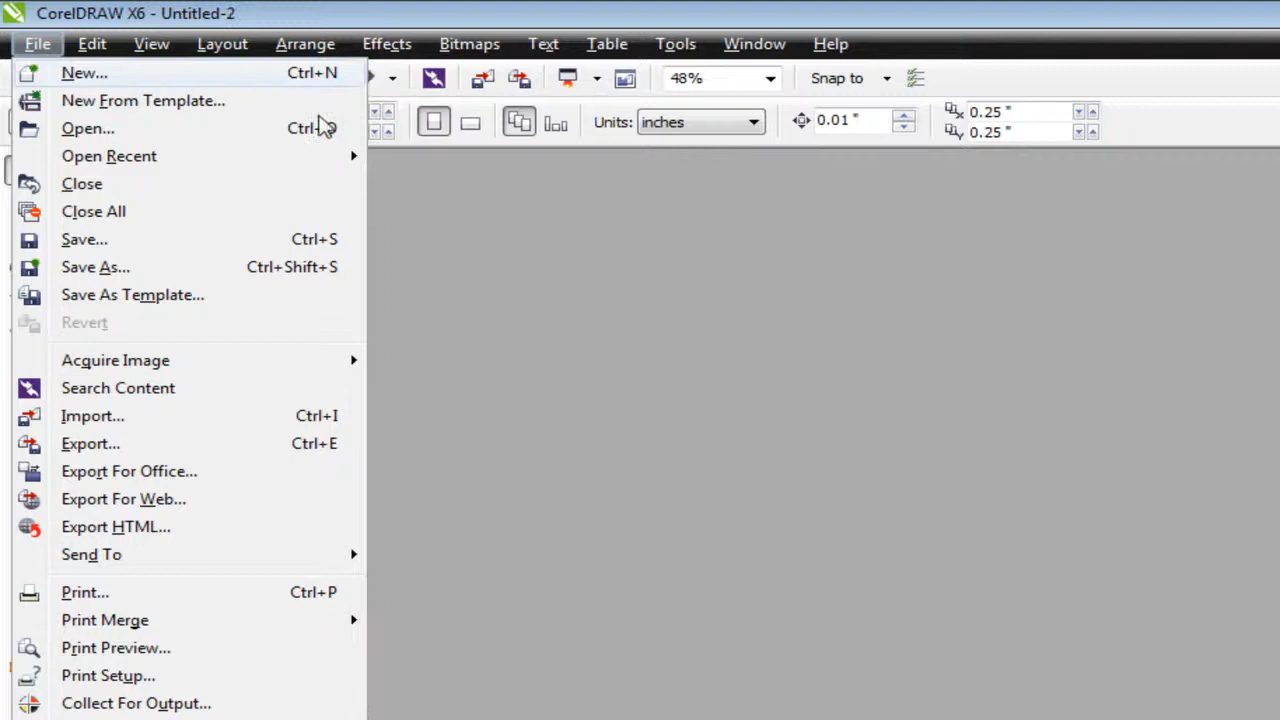 CorelDRAW X6 - Untitled-2
File Edit View Layout Arrange Effects Bitmaps Text Table Tools Window Help
New... Ctrl+N
48% Snap to
New From Template...
Units: inches 0.01 " 0.25 "
0.25 "
Open...
Open Recent
Close
Close All
Save... Ctrl+S
Save As... Ctrl+Shift+S
Save As Template...
Revert
Acquire Image
Search Content
Import... Ctrl+I
Export... Ctrl+E
Export For Office...
Export For Web...
Export HTML...
Send To
Print... Ctrl+P
Print Merge
Print Preview...
Print Setup...
Collect For Output...